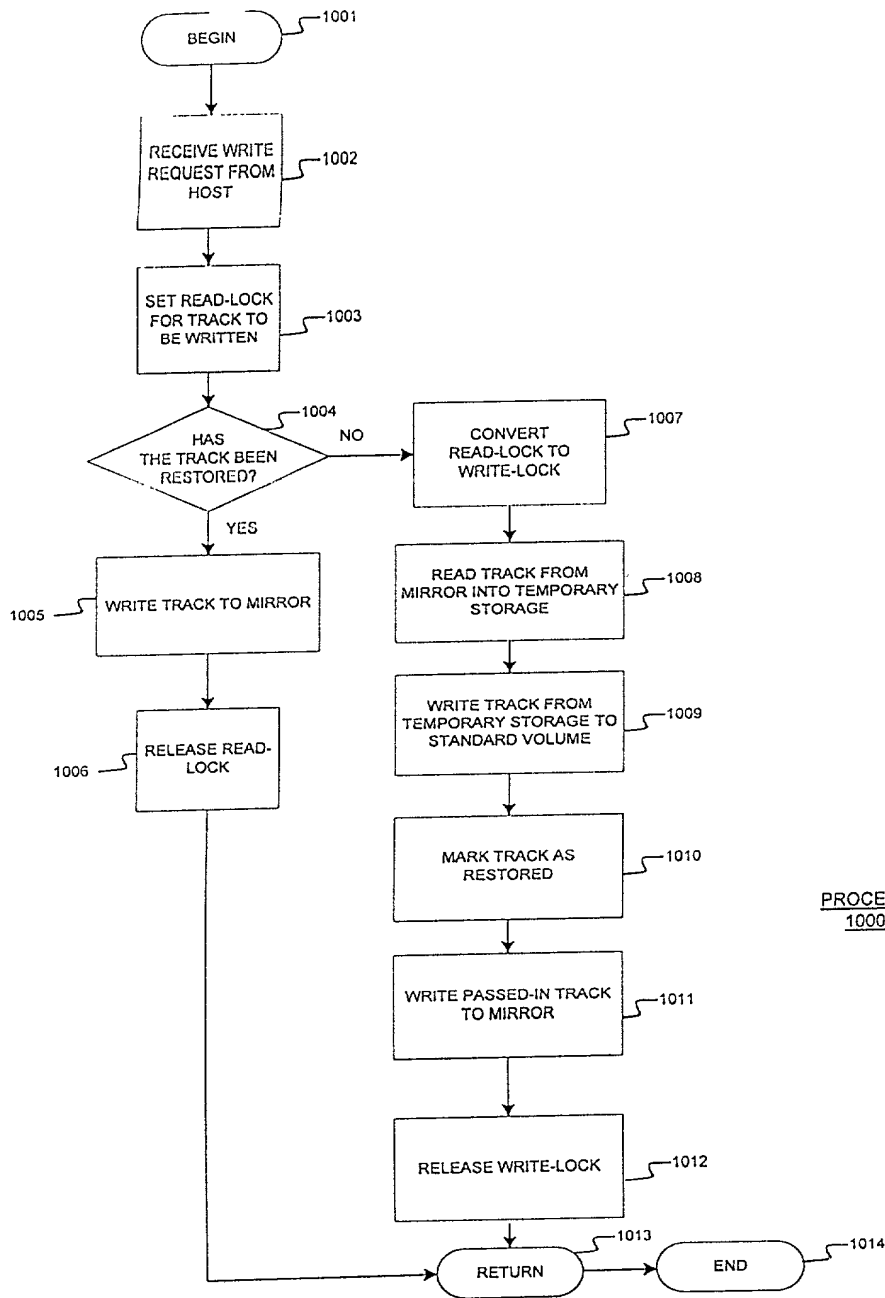 BEGIN
1001
RECEIVE WRITE
REQUEST FROM
HOST
1002
SET READ-LOCK
FOR TRACK TO
BE WRITTEN
1003
HAS
THE TRACK BEEN
RESTORED?
1004
NO
YES
WRITE TRACK TO MIRROR
1005
RELEASE READ-
LOCK
1006
CONVERT
READ-LOCK TO
WRITE-LOCK
1007
READ TRACK FROM
MIRROR INTO TEMPORARY
STORAGE
1008
WRITE TRACK FROM
TEMPORARY STORAGE TO
STANDARD VOLUME
1009
MARK TRACK AS
RESTORED
1010
WRITE PASSED-IN TRACK
TO MIRROR
1011
RELEASE WRITE-LOCK
1012
RETURN
1013
END
1014
PROCE
1000